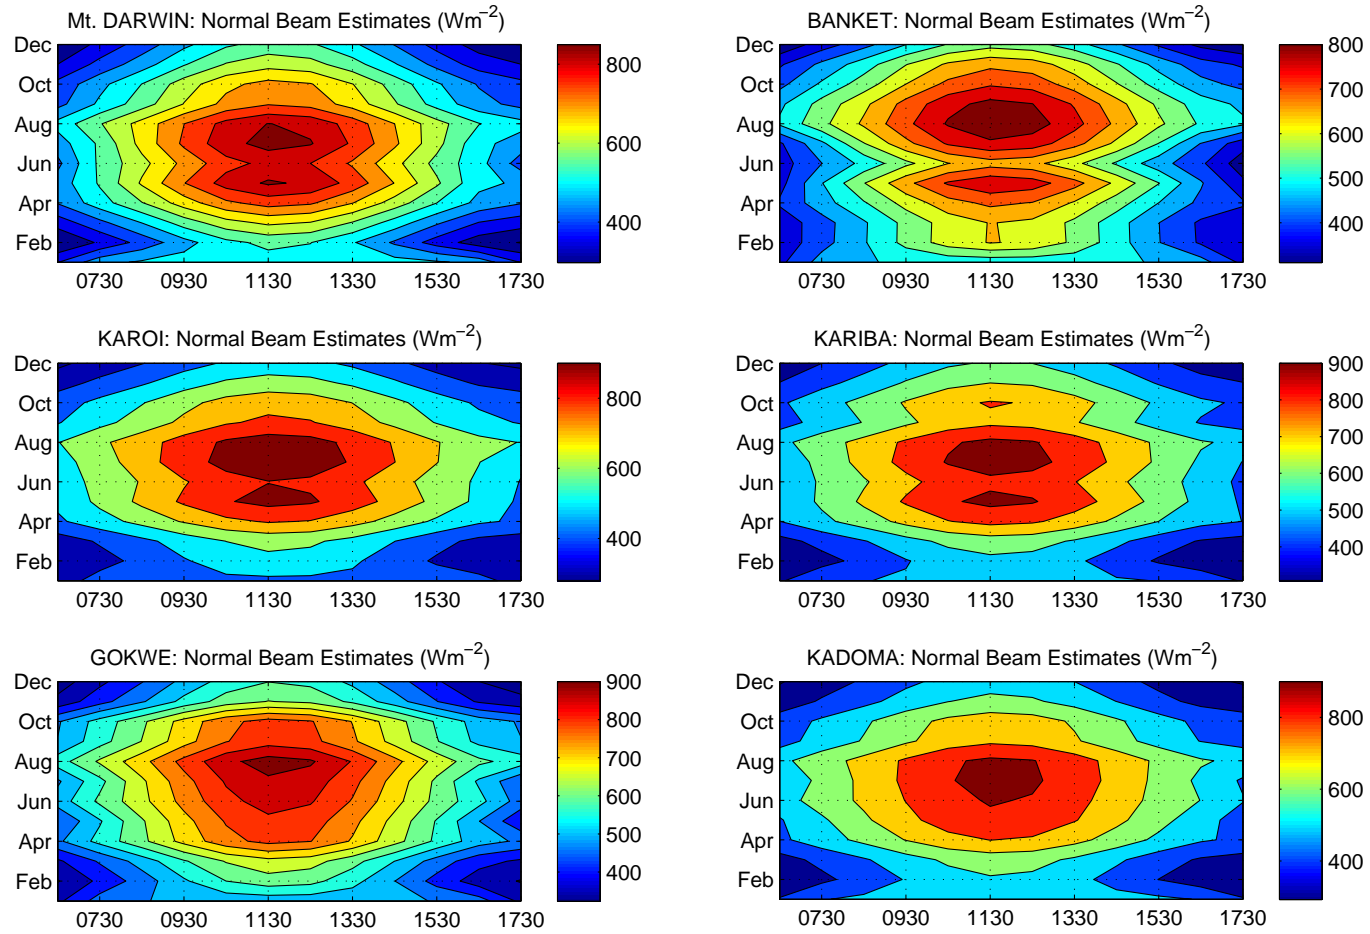 Mt. DARWIN: Normal Beam Estimates (Wm−2)
Dec
Oct
Aug
Jun
Apr
Feb
0730 0930 1130 1330 1530 1730
800
600
400
BANKET: Normal Beam Estimates (Wm−2)
Dec
Oct
Aug
Jun
Apr
Feb
0730 0930 1130 1330 1530 1730
800
700
600
500
400
KAROI: Normal Beam Estimates (Wm−2)
Dec
Oct
Aug
Jun
Apr
Feb
0730 0930 1130 1330 1530 1730
800
600
400
KARIBA: Normal Beam Estimates (Wm−2)
Dec
Oct
Aug
Jun
Apr
Feb
0730 0930 1130 1330 1530 1730
900
800
700
600
500
400
GOKWE: Normal Beam Estimates (Wm−2)
Dec
Oct
Aug
Jun
Apr
Feb
0730 0930 1130 1330 1530 1730
900
800
700
600
500
400
KADOMA: Normal Beam Estimates (Wm−2)
Dec
Oct
Aug
Jun
Apr
Feb
0730 0930 1130 1330 1530 1730
800
600
400